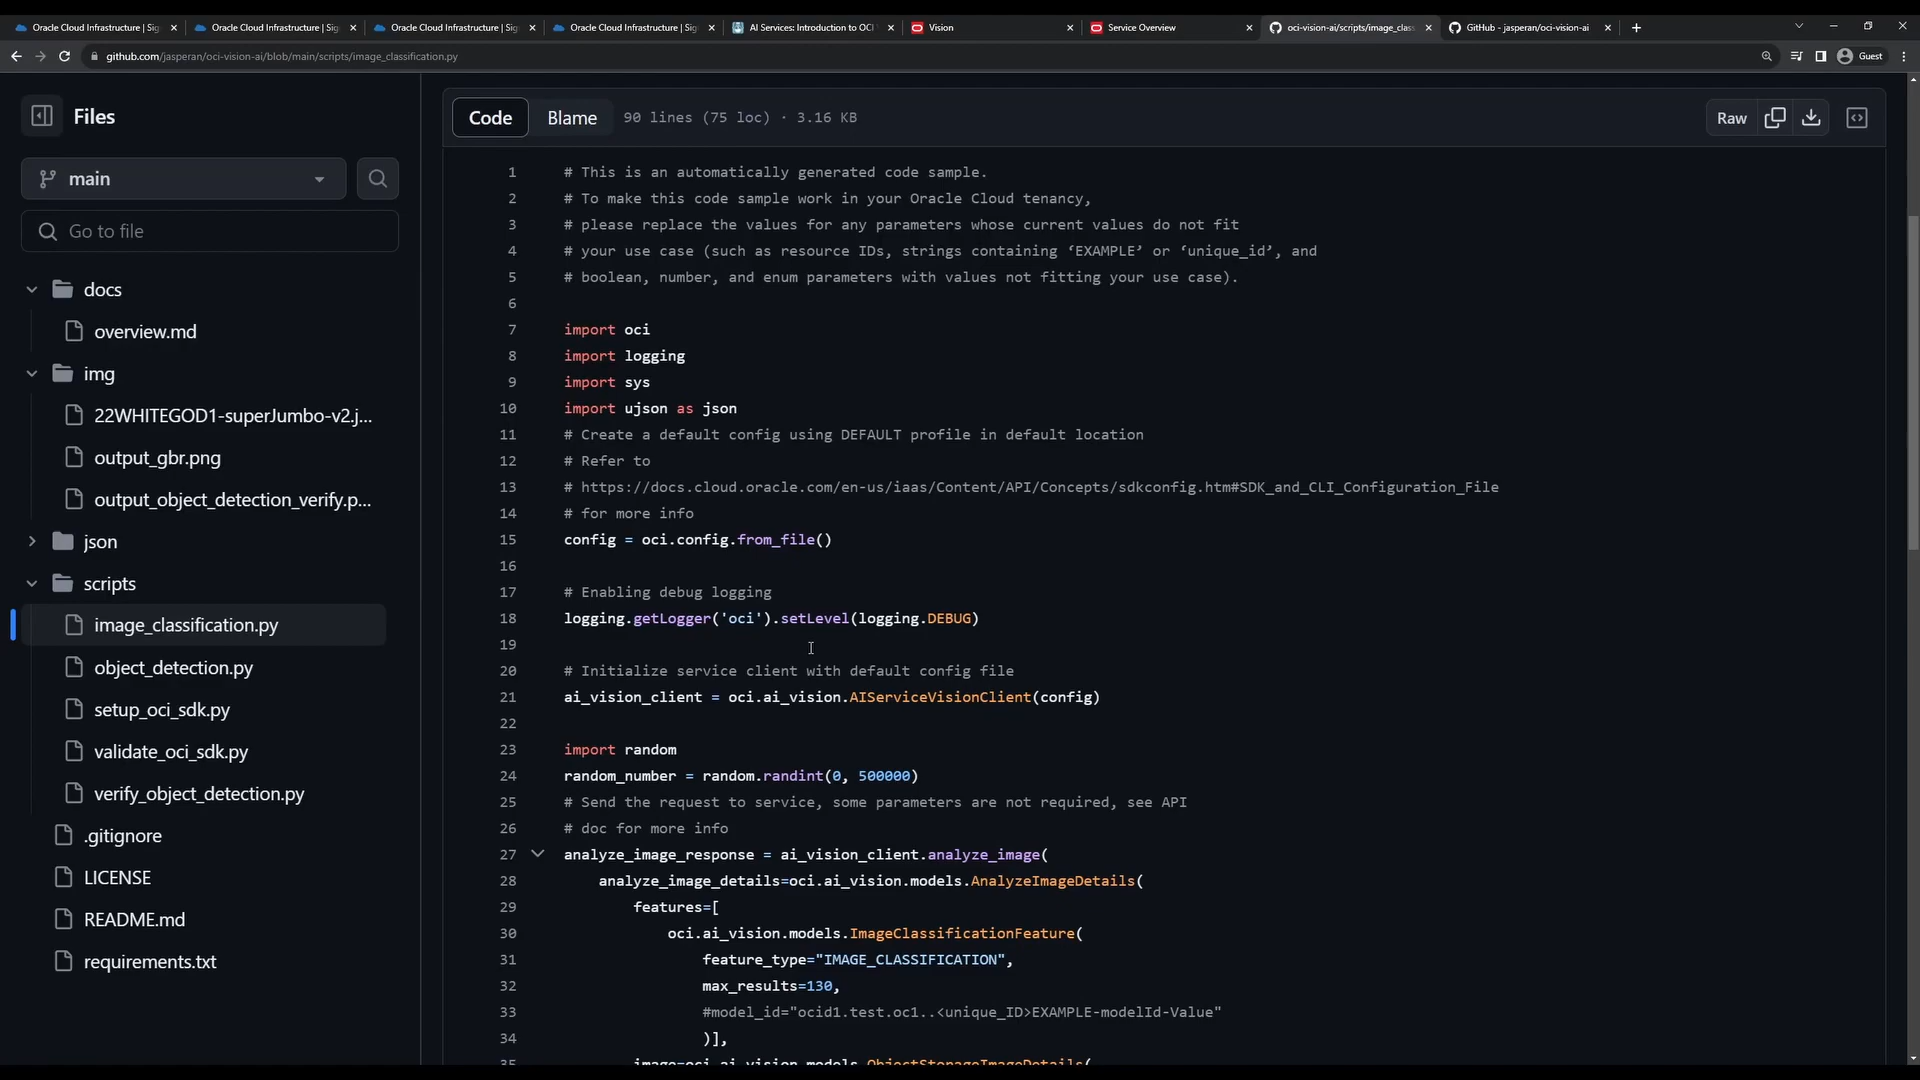 Oracle Cloud Infrastructure | Sig
Oracle Cloud Infrastructure | Sig
Oracle Cloud Infrastructure | Sig
Oracle Cloud Infrastructure | Sig
AI Services: Introduction to OCI
Vision
Service Overview
oci-vision-ai/scripts/image_clas
GitHub - jasperan/oci-vision-ai
github.com/jasperan/oci-vision-ai/blob/main/scripts/image_classification.py
Guest
Files
main
Go to file
docs
overview.md
img
22WHITEGOD1-superJumbo-v2.j...
output_gbr.png
output_object_detection_verify.p...
json
scripts
image_classification.py
object_detection.py
setup_oci_sdk.py
validate_oci_sdk.py
verify_object_detection.py
.gitignore
LICENSE
README.md
requirements.txt
Code Blame 90 lines (75 loc) · 3.16 KB Raw
1 # This is an automatically generated code sample.
2 # To make this code sample work in your Oracle Cloud tenancy,
3 # please replace the values for any parameters whose current values do not fit
4 # your use case (such as resource IDs, strings containing ‘EXAMPLE’ or ‘unique_id’, and
5 # boolean, number, and enum parameters with values not fitting your use case).
6
7 import oci
8 import logging
9 import sys
10 import ujson as json
11 # Create a default config using DEFAULT profile in default location
12 # Refer to
13 # https://docs.cloud.oracle.com/en-us/iaas/Content/API/Concepts/sdkconfig.htm#SDK_and_CLI_Configuration_File
14 # for more info
15 config = oci.config.from_file()
16
17 # Enabling debug logging
18 logging.getLogger('oci').setLevel(logging.DEBUG)
19
20 # Initialize service client with default config file
21 ai_vision_client = oci.ai_vision.AIServiceVisionClient(config)
22
23 import random
24 random_number = random.randint(0, 500000)
25 # Send the request to service, some parameters are not required, see API
26 # doc for more info
27 analyze_image_response = ai_vision_client.analyze_image(
28 analyze_image_details=oci.ai_vision.models.AnalyzeImageDetails(
29 features=[
30 oci.ai_vision.models.ImageClassificationFeature(
31 feature_type="IMAGE_CLASSIFICATION",
32 max_results=130,
33 #model_id="ocid1.test.oc1..<unique_ID>EXAMPLE-modelId-Value"
34 )],
35 image=oci.ai_vision.models.ObjectStorageImageDetails(